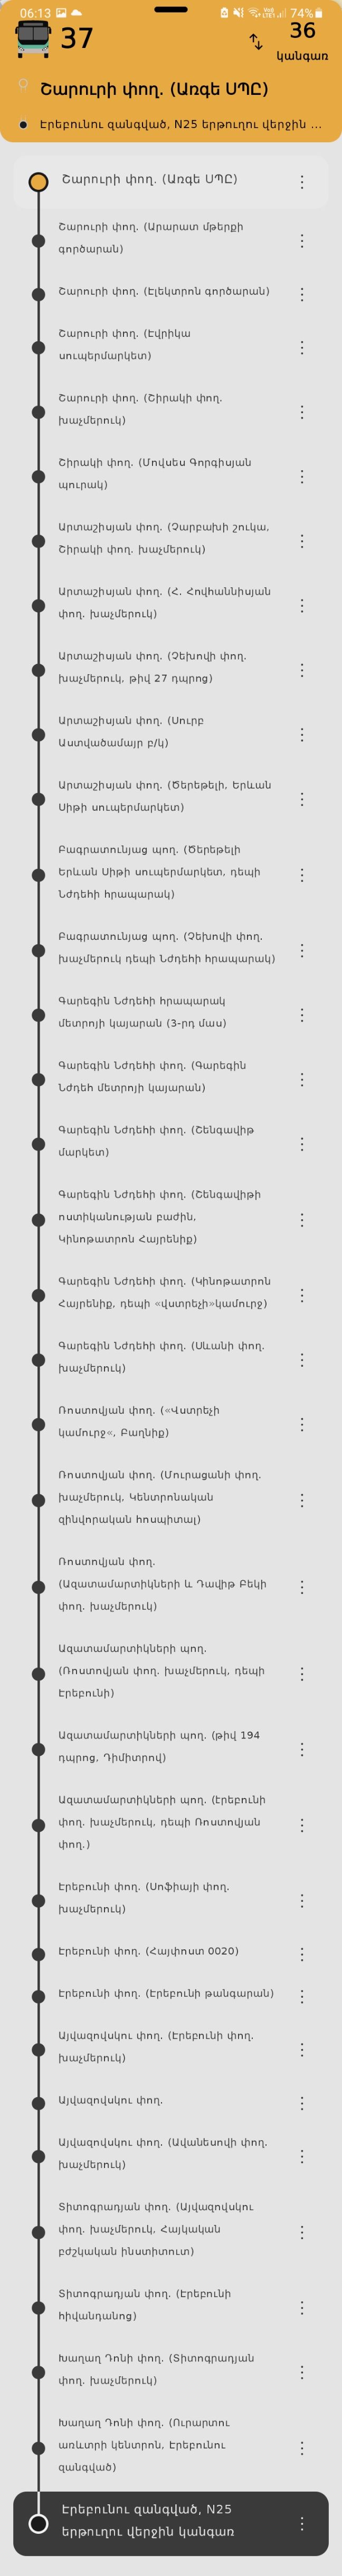 06:13
74%
37
36
կանգառ
Շարուրի փող. (Առգե ՍՊԸ)
Էրեբունու զանգված, N25 երթուղու վերջին ...
Շարուրի փող. (Առգե ՍՊԸ)
Շարուրի փող. (Արարատ մթերքի
գործարան)
Շարուրի փող. (Էլեկտրոն գործարան)
Շարուրի փող. (Էվրիկա
սուպերմարկետ)
Շարուրի փող. (Շիրակի փող.
խաչմերուկ)
Շիրակի փող. (Մովսես Գորգիսյան
պուրակ)
Արտաշիսյան փող. (Չարբախի շուկա,
Շիրակի փող. խաչմերուկ)
Արտաշիսյան փող. (Հ. Հովհաննիսյան
փող. խաչմերուկ)
Արտաշիսյան փող. (Չեխովի փող.
խաչմերուկ, թիվ 27 դպրոց)
Արտաշիսյան փող. (Սուրբ
Աստվածամայր բ/կ)
Արտաշիսյան փող. (Ծերեթելի, Երևան
Սիթի սուպերմարկետ)
Բագրատունյաց պող. (Ծերեթելի
Երևան Սիթի սուպերմարկետ, դեպի
Նժդեհի հրապարակ)
Բագրատունյաց պող. (Չեխովի փող.
խաչմերուկ դեպի Նժդեհի հրապարակ)
Գարեգին Նժդեհի հրապարակ
մետրոյի կայարան (3-րդ մաս)
Գարեգին Նժդեհի փող. (Գարեգին
Նժդեհ մետրոյի կայարան)
Գարեգին Նժդեհի փող. (Շենգավիթ
մարկետ)
Գարեգին Նժդեհի փող. (Շենգավիթի
ոստիկանության բաժին,
Կինոթատրոն Հայրենիք)
Գարեգին Նժդեհի փող. (Կինոթատրոն
Հայրենիք, դեպի «վստրեչի»կամուրջ)
Գարեգին Նժդեհի փող. (Սևանի փող.
խաչմերուկ)
Ռոստովյան փող. («Վստրեչի
կամուրջ«, Բաղնիք)
Ռոստովյան փող. (Մուրացանի փող.
խաչմերուկ, Կենտրոնական
զինվորական հոսպիտալ)
Ռոստովյան փող.
(Ազատամարտիկների և Դավիթ Բեկի
փող. խաչմերուկ)
Ազատամարտիկների պող.
(Ռոստովյան փող. խաչմերուկ, դեպի
Էրեբունի)
Ազատամարտիկների պող. (թիվ 194
դպրոց, Դիմիտրով)
Ազատամարտիկների պող. (էրեբունի
փող. խաչմերուկ, դեպի Ռոստովյան
փող.)
Էրեբունի փող. (Սոֆիայի փող.
խաչմերուկ)
Էրեբունի փող. (Հայփոստ 0020)
Էրեբունի փող. (Էրեբունի թանգարան)
Այվազովսկու փող. (Էրեբունի փող.
խաչմերուկ)
Այվազովսկու փող.
Այվազովսկու փող. (Ավանեսովի փող.
խաչմերուկ)
Տիտոգրադյան փող. (Այվազովսկու
փող. խաչմերուկ, Հայկական
բժշկական ինստիտուտ)
Տիտոգրադյան փող. (Էրեբունի
հիվանդանոց)
Խաղաղ Դոնի փող. (Տիտոգրադյան
փող. խաչմերուկ)
Խաղաղ Դոնի փող. (Ուրարտու
առևտրի կենտրոն, Էրեբունու
զանգված)
Էրեբունու զանգված, N25
երթուղու վերջին կանգառ